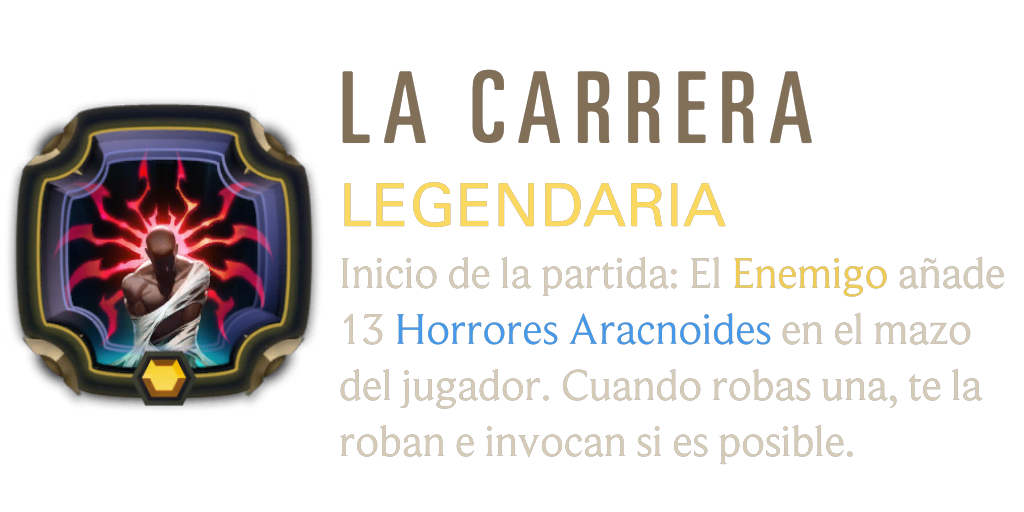 LA CARRERA
LEGENDARIA
Inicio de la partida: El Enemigo añade
13 Horrores Aracnoides en el mazo
del jugador. Cuando robas una, te la
roban e invocan si es posible.